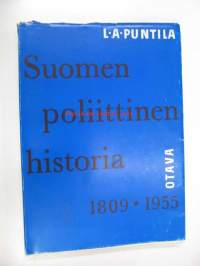 L·A·PUNTILA
Suomen
poliittinen
historia
1809·1955
OTAVA